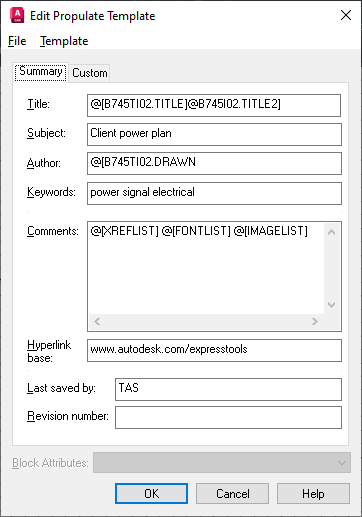 Edit Propulate Template
File Template
Summary Custom
Title: @[B745TI02.TITLE]@B745I02.TITLE2]
Subject: Client power plan
Author: @[B745TI02.DRAWN
Keywords: power signal electrical
Comments: @[XREFLIST] @[FONTLIST] @[IMAGELIST]
Hyperlink
base: www.autodesk.com/expresstools
Last saved by: TAS
Revision number:
Block Attributes:
OK Cancel Help